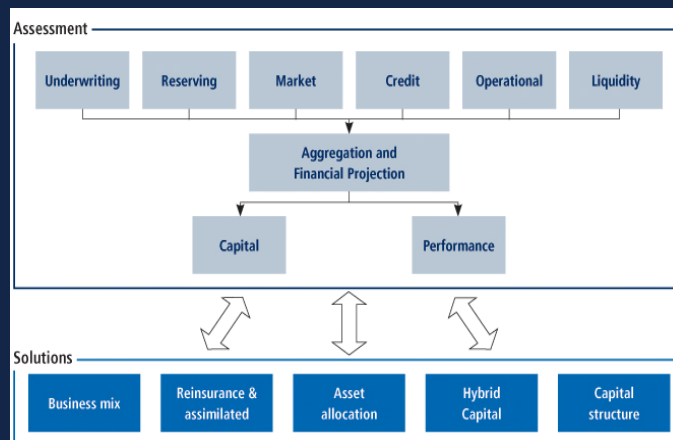 Assessment
Underwriting
Reserving
Market
Credit
Operational
Liquidity
Aggregation and
Financial Projection
Capital
Performance
Solutions
Business mix
Reinsurance &
assimilated
Asset
allocation
Hybrid
Capital
Capital
structure